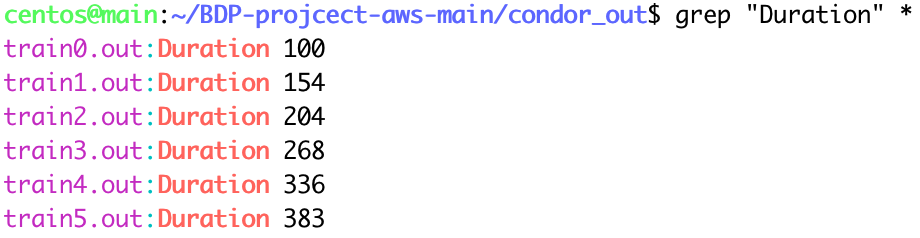 centos@main:~/BDP-projcect-aws-main/condor_out$ grep "Duration" *
train0.out:Duration 100
train1.out:Duration 154
train2.out:Duration 204
train3.out:Duration 268
train4.out:Duration 336
train5.out:Duration 383